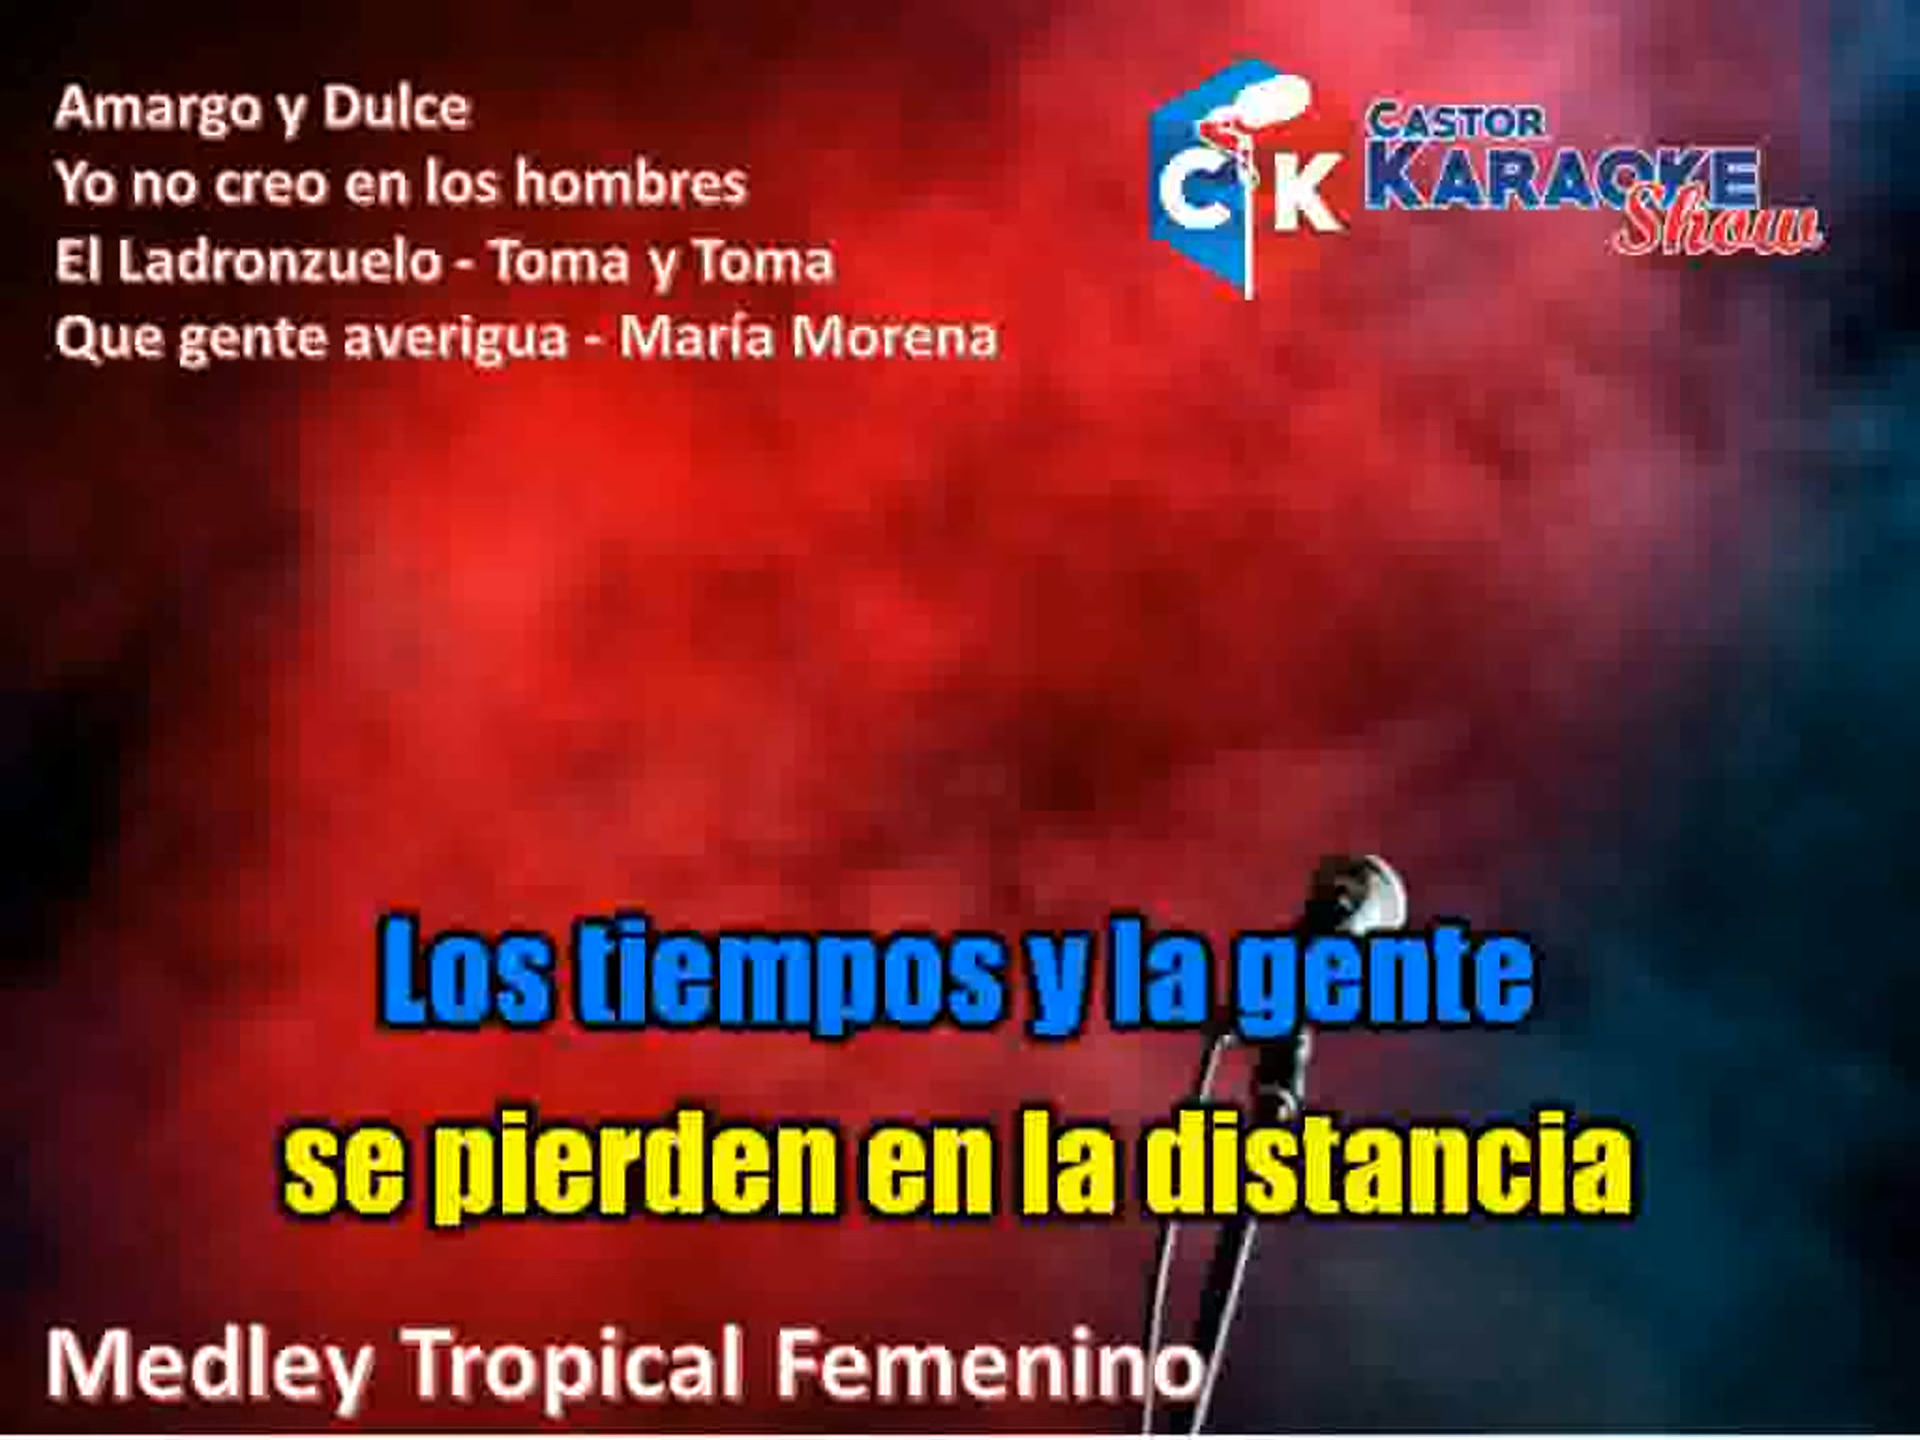 Amargo y Dulce
Yo no creo en los hombres
El Ladronzuelo - Toma y Toma
Que gente averigua - María Morena
CK
CASTOR
KARAOKE
Show
Los tiempos y la gente
se pierden en la distancia
Medley Tropical Femenino